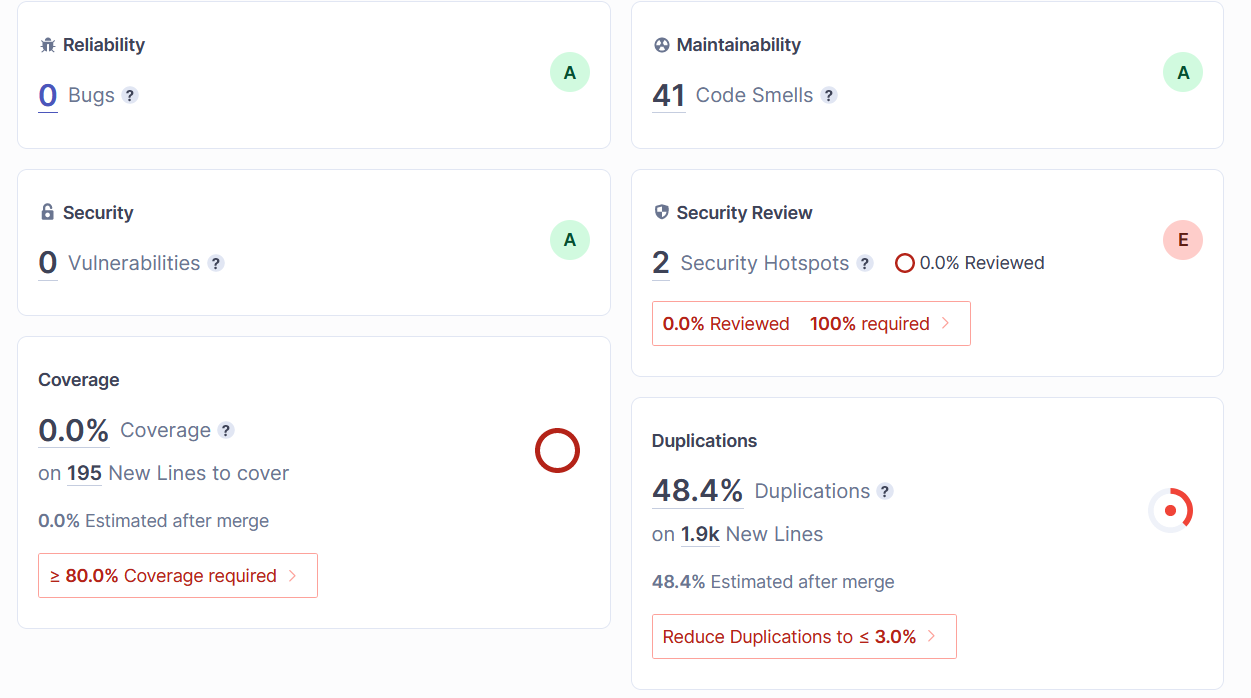 Reliability
0 Bugs ?
A
Maintainability
41 Code Smells ?
A
Security
0 Vulnerabilities ?
A
Security Review
2 Security Hotspots ? 0.0% Reviewed
E
0.0% Reviewed 100% required
Coverage
0.0% Coverage ?
on 195 New Lines to cover
0.0% Estimated after merge
≥ 80.0% Coverage required
Duplications
48.4% Duplications ?
on 1.9k New Lines
48.4% Estimated after merge
Reduce Duplications to ≤ 3.0%